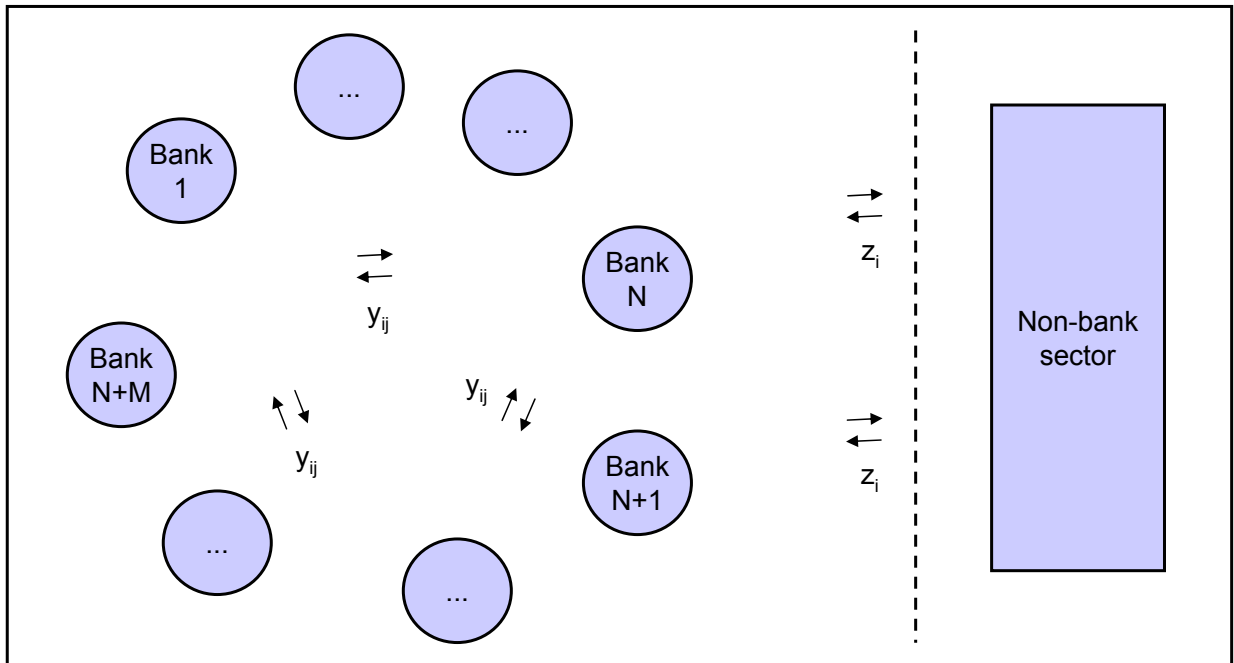 ...
...
Bank
1
Bank
N
z_i
y_ij
Non-bank
sector
Bank
N+M
y_ij
y_ij
Bank
N+1
z_i
...
...